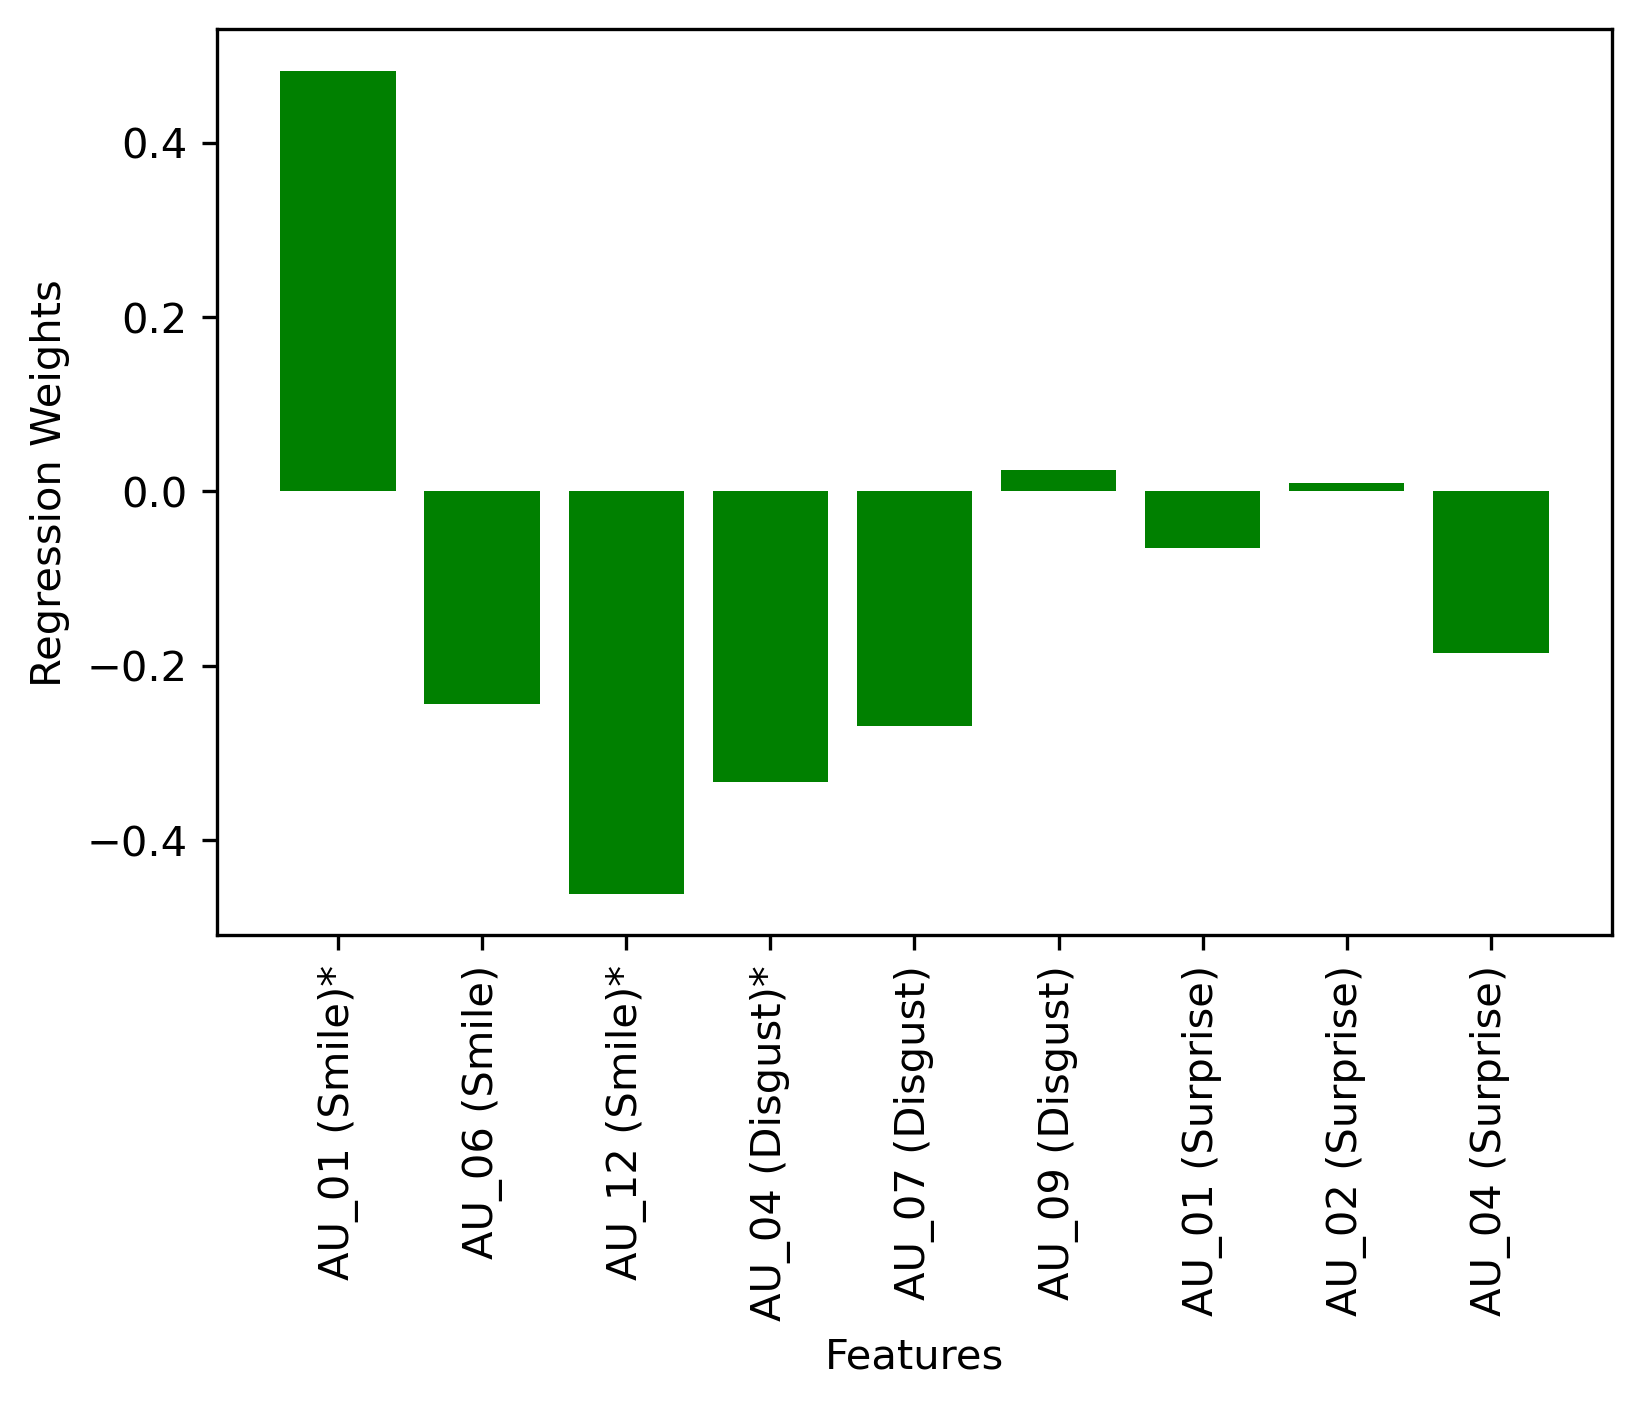 Regression Weights
0.4
0.2
0.0
−0.2
−0.4
AU_01 (Smile)*
AU_06 (Smile)
AU_12 (Smile)*
AU_04 (Disgust)*
AU_07 (Disgust)
AU_09 (Disgust)
AU_01 (Surprise)
AU_02 (Surprise)
AU_04 (Surprise)
Features